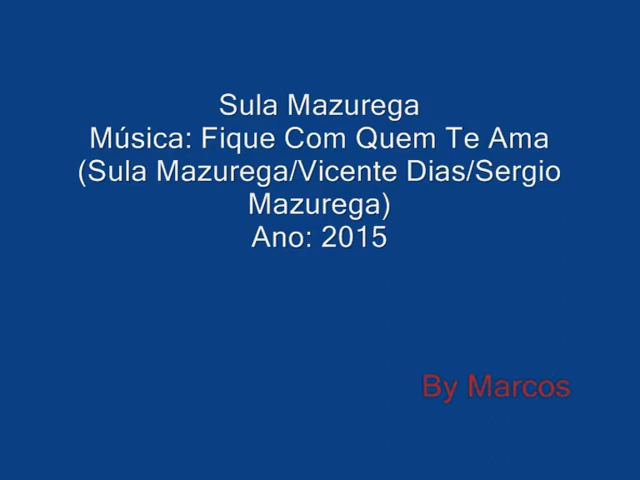 Sula Mazurega
Música: Fique Com Quem Te Ama
(Sula Mazurega/Vicente Dias/Sergio
Mazurega)
Ano: 2015
By Marcos